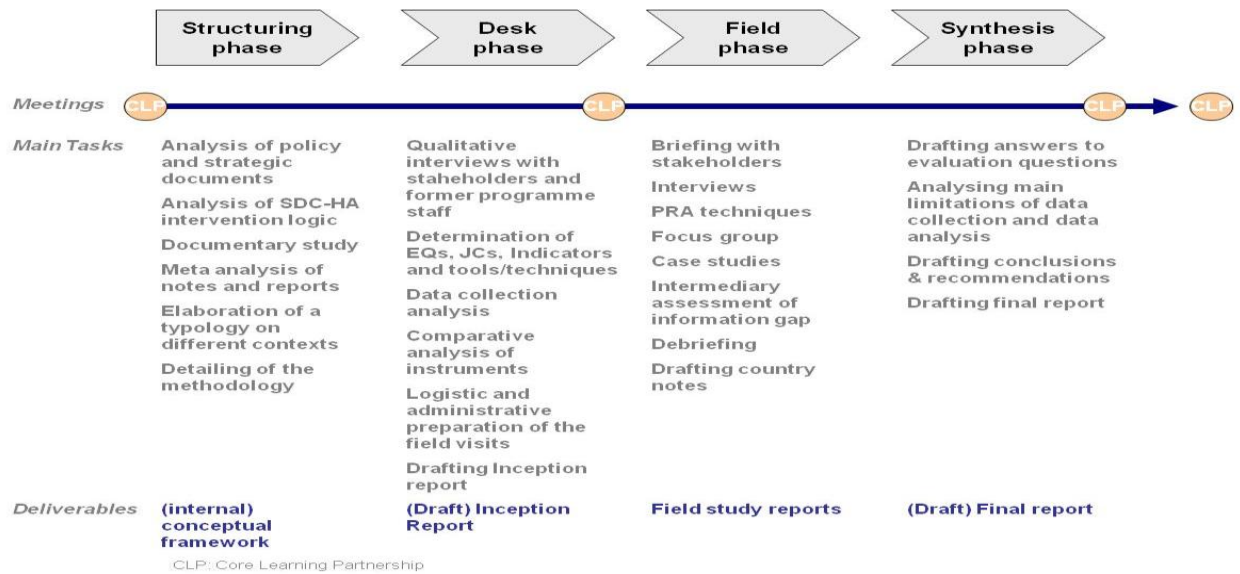 Structuring
phase
Desk
phase
Field
phase
Synthesis
phase
Meetings
CLP
CLP
CLP
CLP
Main Tasks
Analysis of policy
and strategic
documents
Analysis of SDC-HA
intervention logic
Documentary study
Meta analysis of
notes and reports
Elaboration of a
typology on
different contexts
Detailing of the
methodology
Qualitative
interviews with
staheholders and
former programme
staff
Determination of
EQs, JCs, Indicators
and tools/techniques
Data collection
analysis
Comparative
analysis of
instruments
Logistic and
administrative
preparation of the
field visits
Drafting Inception
report
Briefing with
stakeholders
Interviews
PRA techniques
Focus group
Case studies
Intermediary
assessment of
information gap
Debriefing
Drafting country
notes
Drafting answers to
evaluation questions
Analysing main
limitations of data
collection and data
analysis
Drafting conclusions
& recommendations
Drafting final report
Deliverables
(internal)
conceptual
framework
(Draft) Inception
Report
Field study reports
(Draft) Final report
CLP: Core Learning Partnership